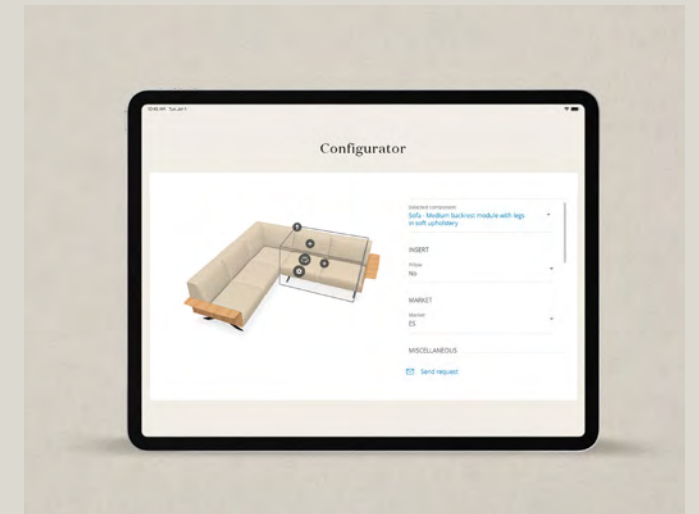 Configurator
Selected component
Sofa - Medium backrest module with legs
in soft upholstery
INSERT
Pillow
No
MARKET
Market
ES
MISCELLANEOUS
Send request